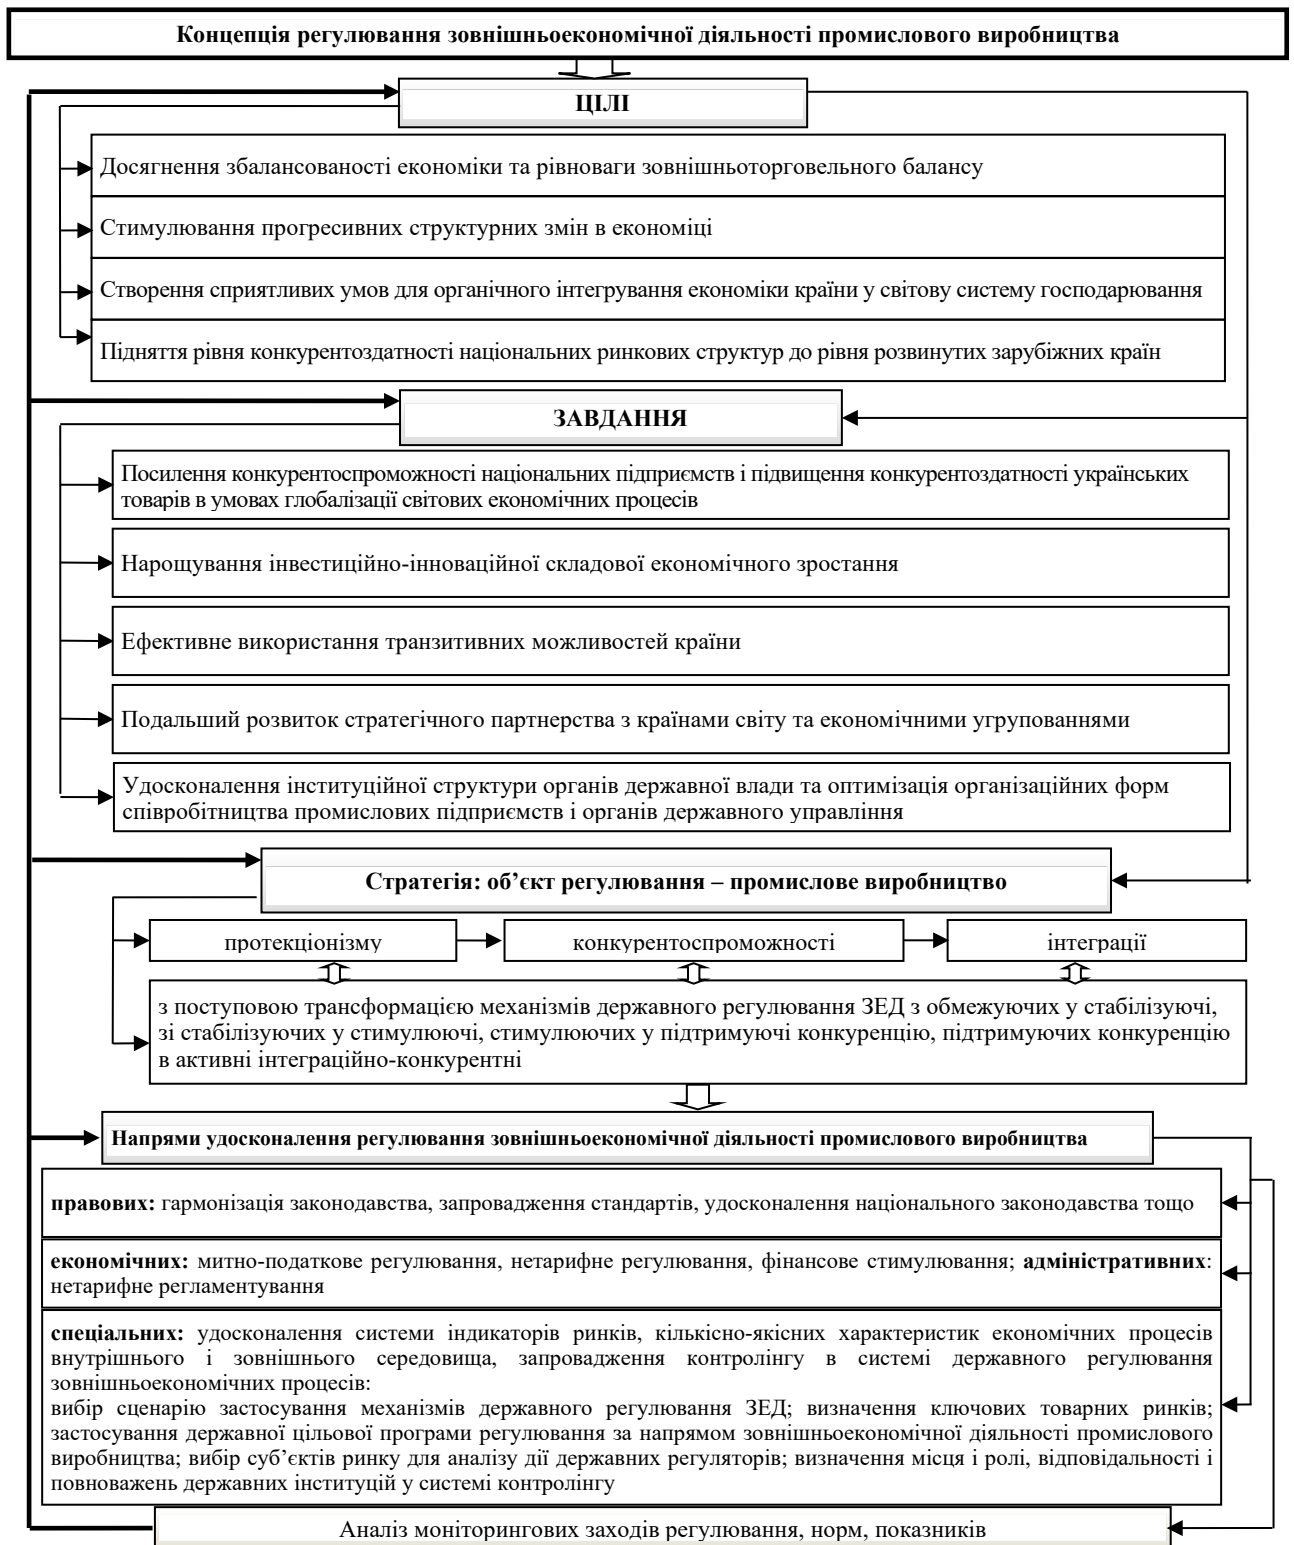 Концепція регулювання зовнішньоекономічної діяльності промислового виробництва
ЦІЛІ
Досягнення збалансованості економіки та рівноваги зовнішньоторговельного балансу
Стимулювання прогресивних структурних змін в економіці
Створення сприятливих умов для органічного інтегрування економіки країни у світову систему господарювання
Підняття рівня конкурентоздатності національних ринкових структур до рівня розвинутих зарубіжних країн
ЗАВДАННЯ
Посилення конкурентоспроможності національних підприємств і підвищення конкурентоздатності українських
товарів в умовах глобалізації світових економічних процесів
Нарощування інвестиційно-інноваційної складової економічного зростання
Ефективне використання транзитивних можливостей країни
Подальший розвиток стратегічного партнерства з країнами світу та економічними угрупованнями
Удосконалення інституційної структури органів державної влади та оптимізація організаційних форм
співробітництва промислових підприємств і органів державного управління
Стратегія: об’єкт регулювання – промислове виробництво
протекціонізму
конкурентоспроможності
інтеграції
з поступовою трансформацією механізмів державного регулювання ЗЕД з обмежуючих у стабілізуючі,
зі стабілізуючих у стимулюючі, стимулюючих у підтримуючі конкуренцію, підтримуючих конкуренцію
в активні інтеграційно-конкурентні
Напрями удосконалення регулювання зовнішньоекономічної діяльності промислового виробництва
правових: гармонізація законодавства, запровадження стандартів, удосконалення національного законодавства тощо
економічних: митно-податкове регулювання, нетарифне регулювання, фінансове стимулювання; адміністративних:
нетарифне регламентування
спеціальних: удосконалення системи індикаторів ринків, кількісно-якісних характеристик економічних процесів
внутрішнього і зовнішнього середовища, запровадження контролінгу в системі державного регулювання
зовнішньоекономічних процесів:
вибір сценарію застосування механізмів державного регулювання ЗЕД; визначення ключових товарних ринків;
застосування державної цільової програми регулювання за напрямом зовнішньоекономічної діяльності промислового
виробництва; вибір суб’єктів ринку для аналізу дії державних регуляторів; визначення місця і ролі, відповідальності і
повноважень державних інституцій у системі контролінгу
Аналіз моніторингових заходів регулювання, норм, показників